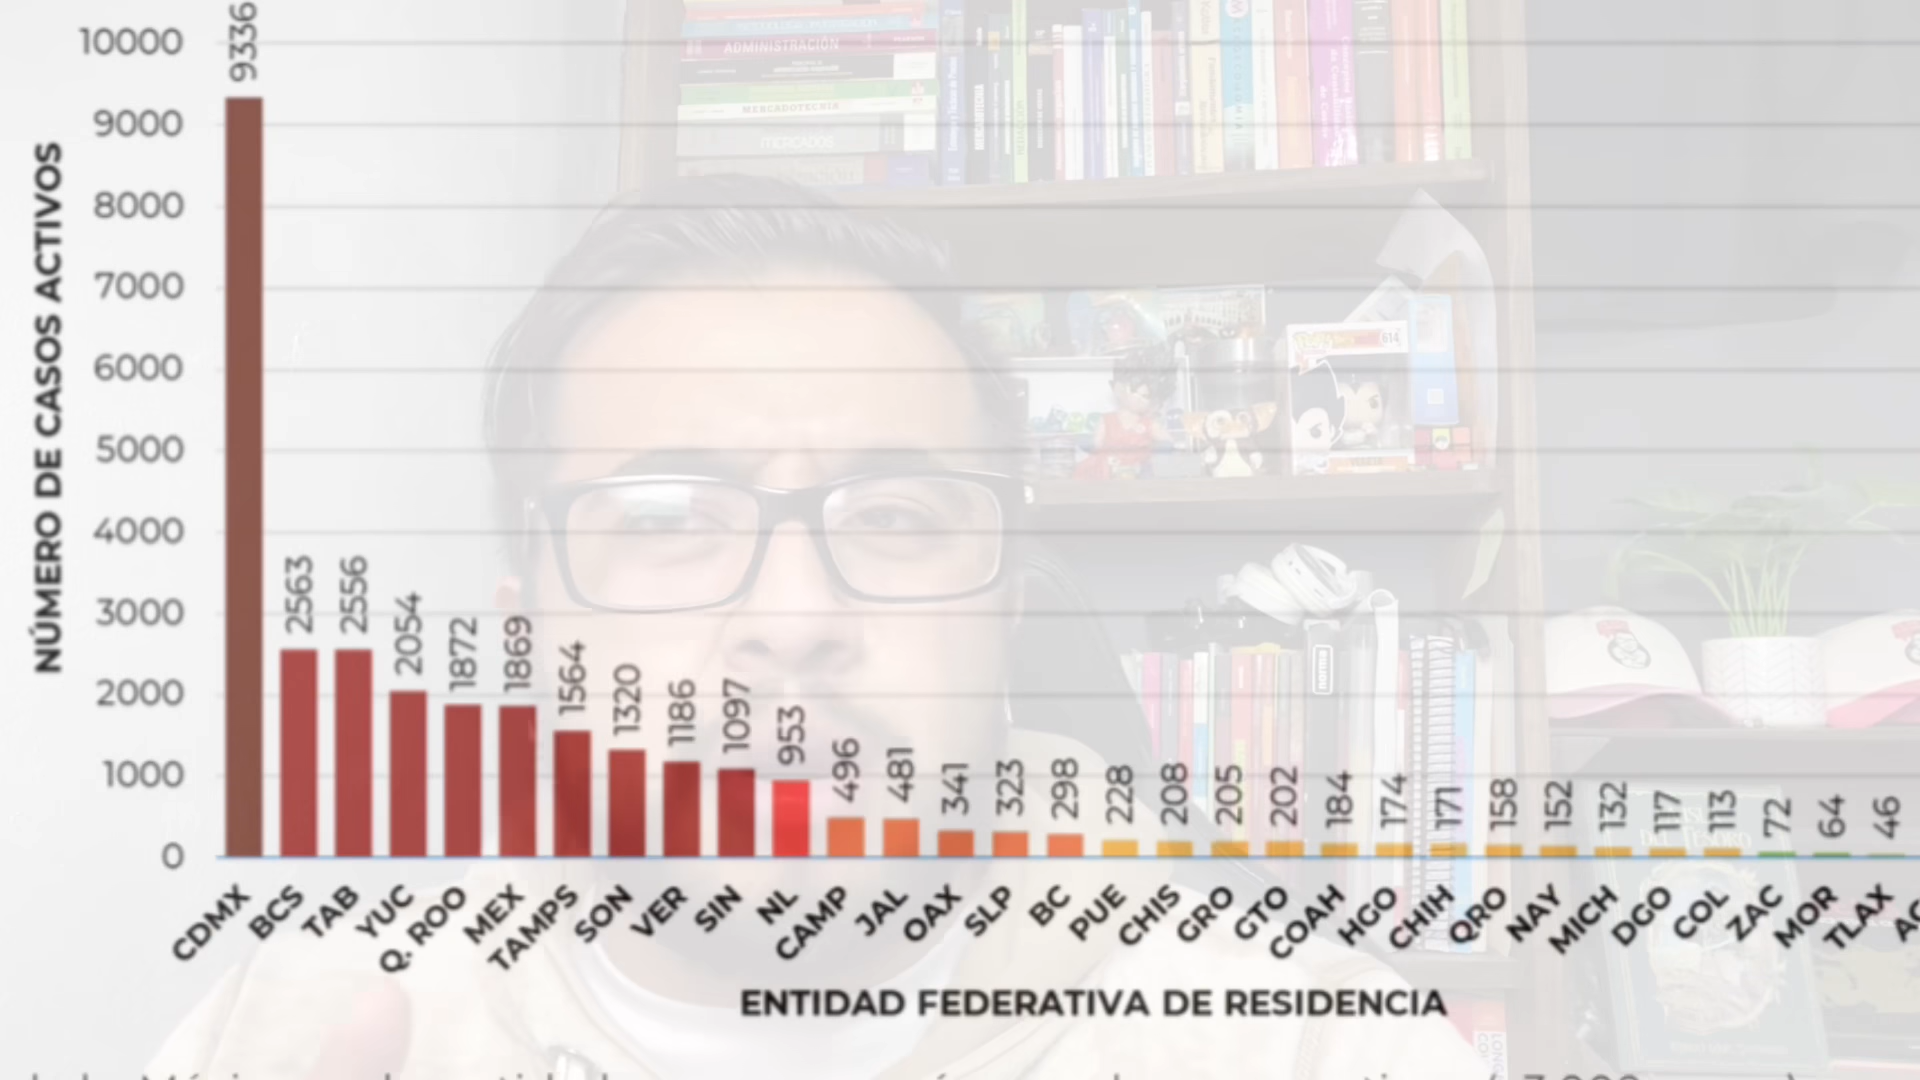 10000
9000
8000
7000
6000
5000
4000
3000
2000
1000
0
NÚMERO DE CASOS ACTIVOS
9336
2563
2556
2054
1872
1869
1564
1320
1186
1097
953
496
481
341
323
298
228
208
205
202
184
174
171
158
152
132
117
113
72
64
46
CDMX
BCS
TAB
YUC
Q. ROO
MEX
TAMPS
SON
VER
SIN
NL
CAMP
JAL
OAX
SLP
BC
PUE
CHIS
GRO
GTO
COAH
HGO
CHIH
QRO
NAY
MICH
DGO
COL
ZAC
MOR
TLAX
ENTIDAD FEDERATIVA DE RESIDENCIA
ADMINISTRACIÓN
MERCADOTECNIA
MERCADOS
614